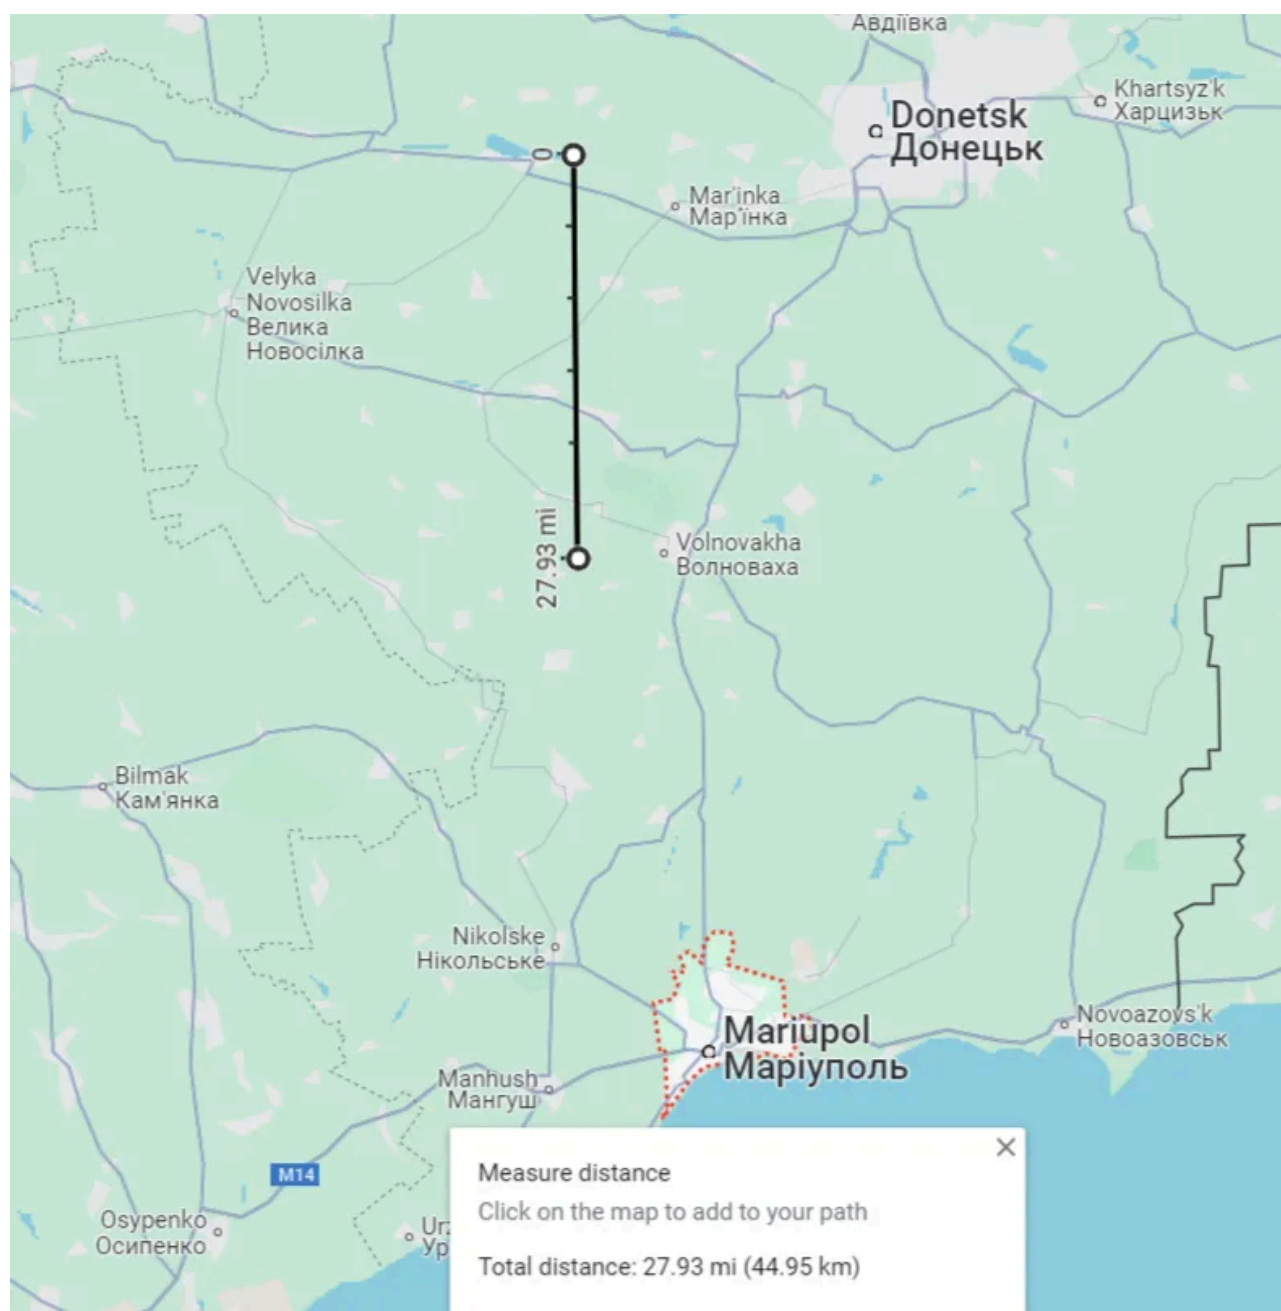 Авдіївка
Khartsyz'k
Харцизьк
Donetsk
Донецьк
0
Mar'inka
Мар'їнка
Velyka
Novosilka
Велика
Новосілка
27.93 mi
Volnovakha
Волноваха
Bilmak
Кам'янка
Nikolske
Нікольське
Mariupol
Маріуполь
Novoazovs'k
Новоазовськ
Manhush
Мангуш
M14
Osypenko
Осипенко
Measure distance
Click on the map to add to your path
Total distance: 27.93 mi (44.95 km)